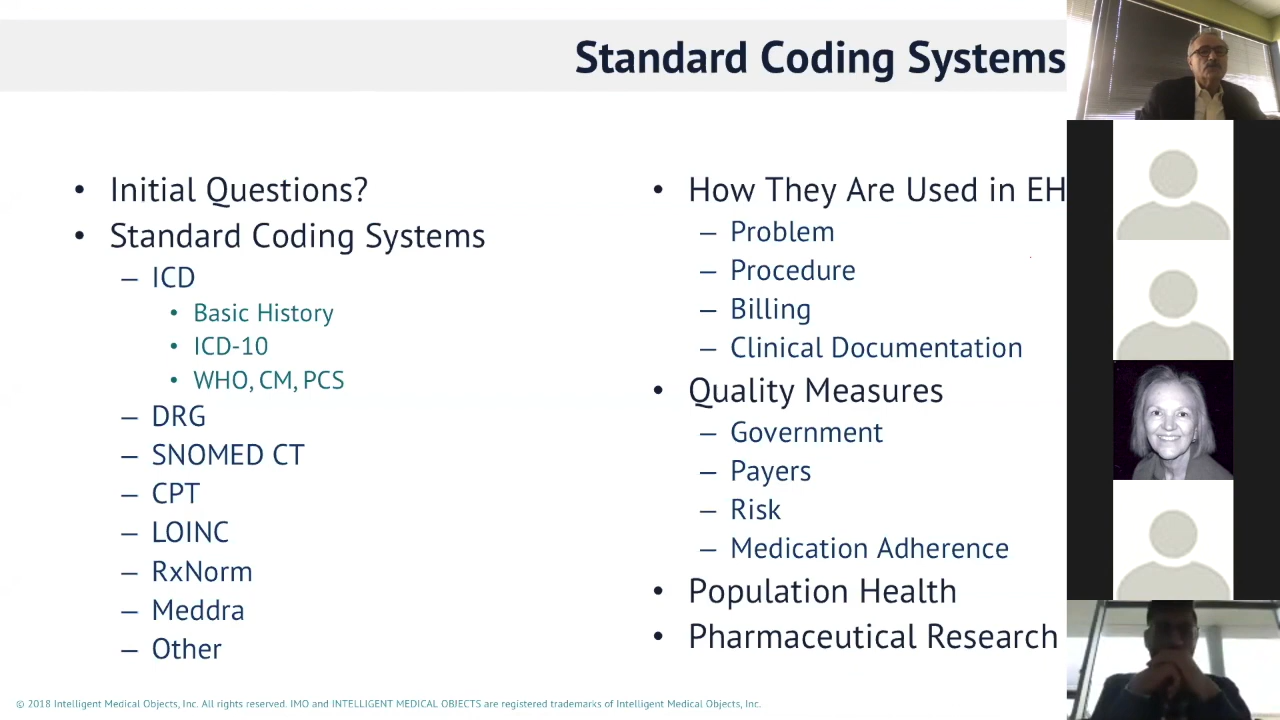 Standard Coding Systems
• Initial Questions?
• Standard Coding Systems
– ICD
• Basic History
• ICD-10
• WHO, CM, PCS
– DRG
– SNOMED CT
– CPT
– LOINC
– RxNorm
– Meddra
– Other
• How They Are Used in EH
– Problem
– Procedure
– Billing
– Clinical Documentation
• Quality Measures
– Government
– Payers
– Risk
– Medication Adherence
• Population Health
• Pharmaceutical Research
© 2018 Intelligent Medical Objects, Inc. All rights reserved. IMO and INTELLIGENT MEDICAL OBJECTS are registered trademarks of Intelligent Medical Objects, Inc.